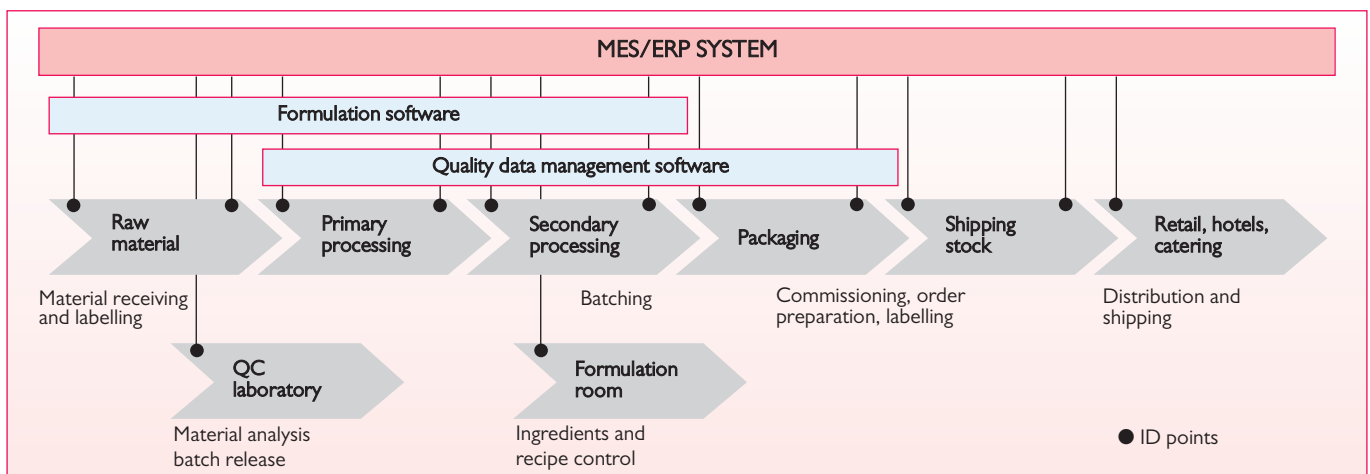 MES/ERP SYSTEM
Formulation software
Quality data management software
Raw
material
Primary
processing
Secondary
processing
Packaging
Shipping
stock
Retail, hotels,
catering
Material receiving
and labelling
Batching
Commissioning, order
preparation, labelling
Distribution and
shipping
QC
laboratory
Formulation
room
Material analysis
batch release
Ingredients and
recipe control
ID points